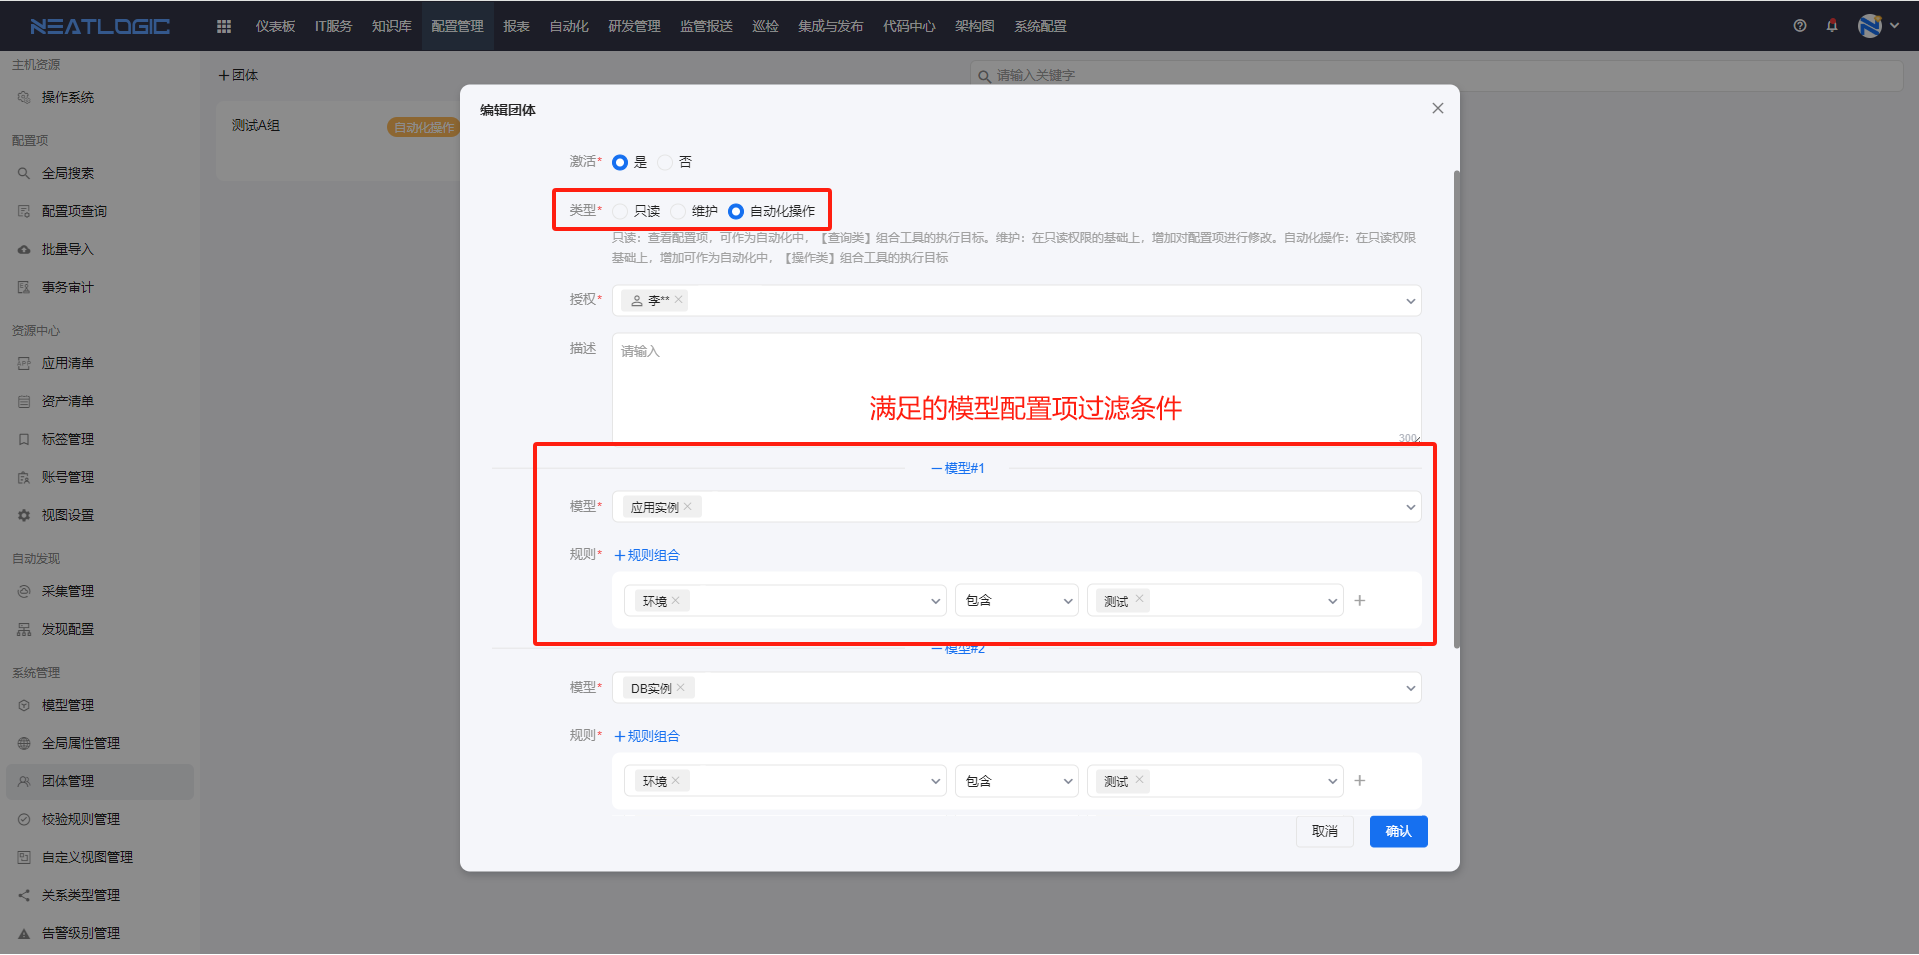 NEATLOGIC 仪表板 IT服务 知识库 配置管理 报表 自动化 研发管理 监管报送 巡检 集成与发布 代码中心 架构图 系统配置
主机资源
操作系统
配置项
全局搜索
配置项查询
批量导入
事务审计
资源中心
应用清单
资产清单
标签管理
账号管理
视图设置
自动发现
采集管理
发现配置
系统管理
模型管理
全局属性管理
团体管理
校验规则管理
自定义视图管理
关系类型管理
告警级别管理
+团体
请输入关键字
测试A组 自动化操作
编辑团体
激活* 是 否
类型* 只读 维护 自动化操作
只读：查看配置项，可作为自动化中，【查询类】组合工具的执行目标。维护：在只读权限的基础上，增加对配置项进行修改。自动化操作：在只读权限
基础上，增加可作为自动化中，【操作类】组合工具的执行目标
授权* 李**
描述 请输入
满足的模型配置项过滤条件
300
模型#1
模型* 应用实例
规则* +规则组合
环境 包含 测试
模型#2
模型* DB实例
规则* +规则组合
环境 包含 测试
取消 确认